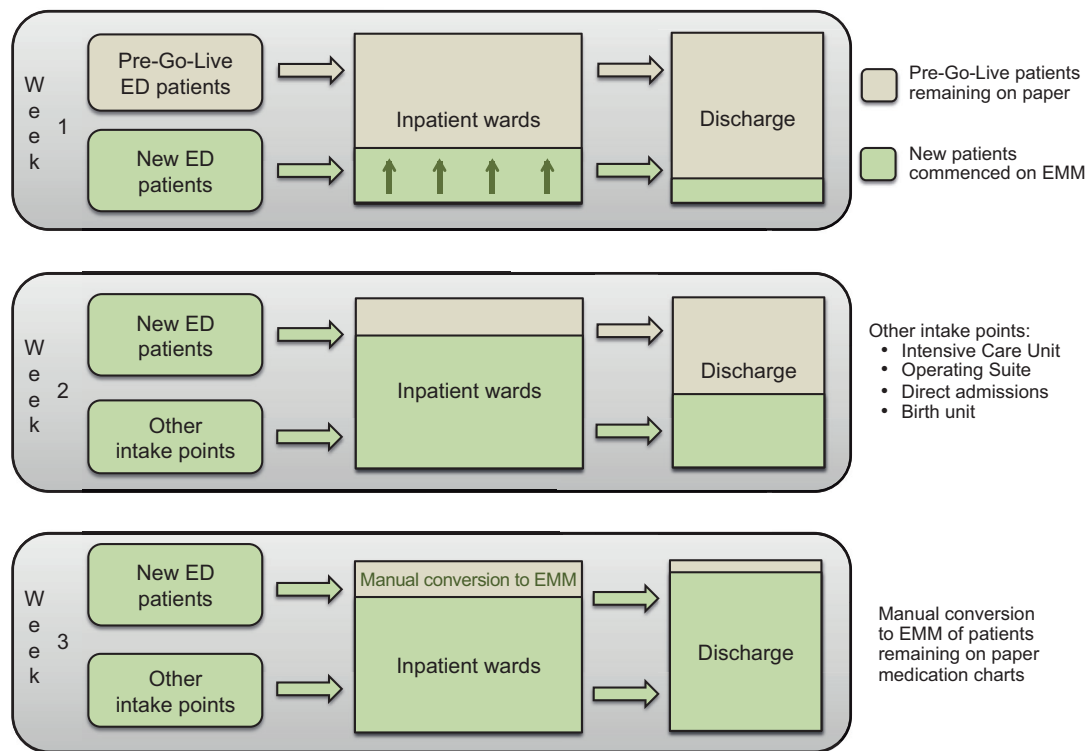 Week 1
Pre-Go-Live
ED patients
New ED
patients
Inpatient wards
Discharge
Pre-Go-Live patients
remaining on paper
New patients
commenced on EMM
Week 2
New ED
patients
Other
intake points
Inpatient wards
Discharge
Other intake points:
• Intensive Care Unit
• Operating Suite
• Direct admissions
• Birth unit
Week 3
New ED
patients
Other
intake points
Manual conversion to EMM
Inpatient wards
Discharge
Manual conversion
to EMM of patients
remaining on paper
medication charts